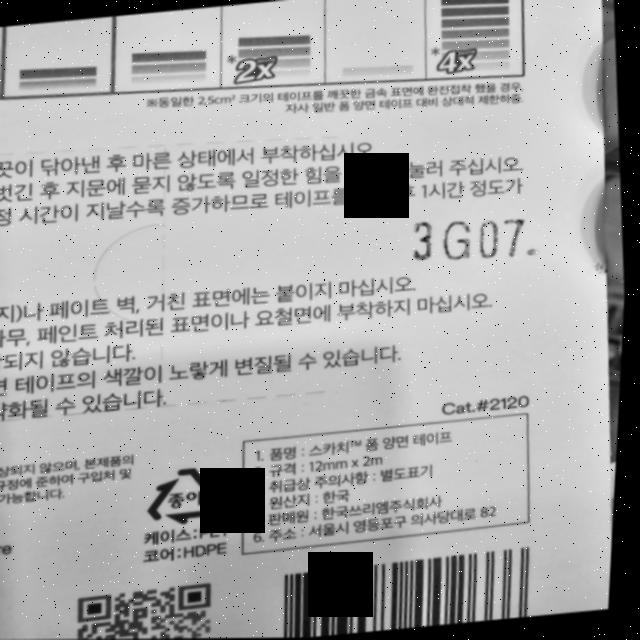 *2x
*4x
※동일한 2.5cm² 크기의 테이프를 깨끗한 금속 표면에 완전접착 했을 경우,
자사 일반 폼 양면 테이프 대비 상대적 제한하중
끗이 닦아낸 후 마른 상태에서 부착하십시오
벗긴 후 지문에 묻지 않도록 일정한 힘을 눌러 주십시오
정 시간이 지날수록 증가하므로 테이프를 1시간 정도가
3G07.
지)나 페이트 벽, 거친 표면에는 붙이지 마십시오
나무, 페인트 처리된 표면이나 요철면에 부착하지 마십시오.
되지 않습니다.
면 테이프의 색깔이 노랗게 변질될 수 있습니다.
약화될 수 있습니다.
Cat.#2120
1. 품명 : 스카치™ 폼 양면 테이프
규격 : 12mm x 2m
취급상 주의사항 : 별도표기
원산지 : 한국
판매원 : 한국쓰리엠주식회사
6. 주소 : 서울시 영등포구 의사당대로 82
상되지 않으며, 본제품의
규정에 준하여 구입처 및
가능합니다.
종이
케이스:PET
코어:HDPE
re